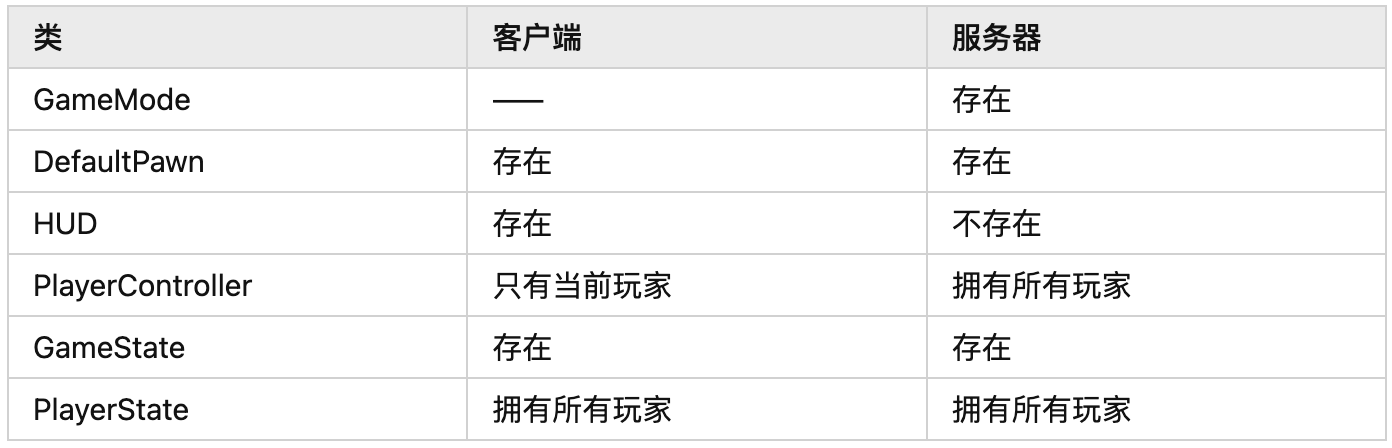 类 客户端 服务器
GameMode —— 存在
DefaultPawn 存在 存在
HUD 存在 不存在
PlayerController 只有当前玩家 拥有所有玩家
GameState 存在 存在
PlayerState 拥有所有玩家 拥有所有玩家